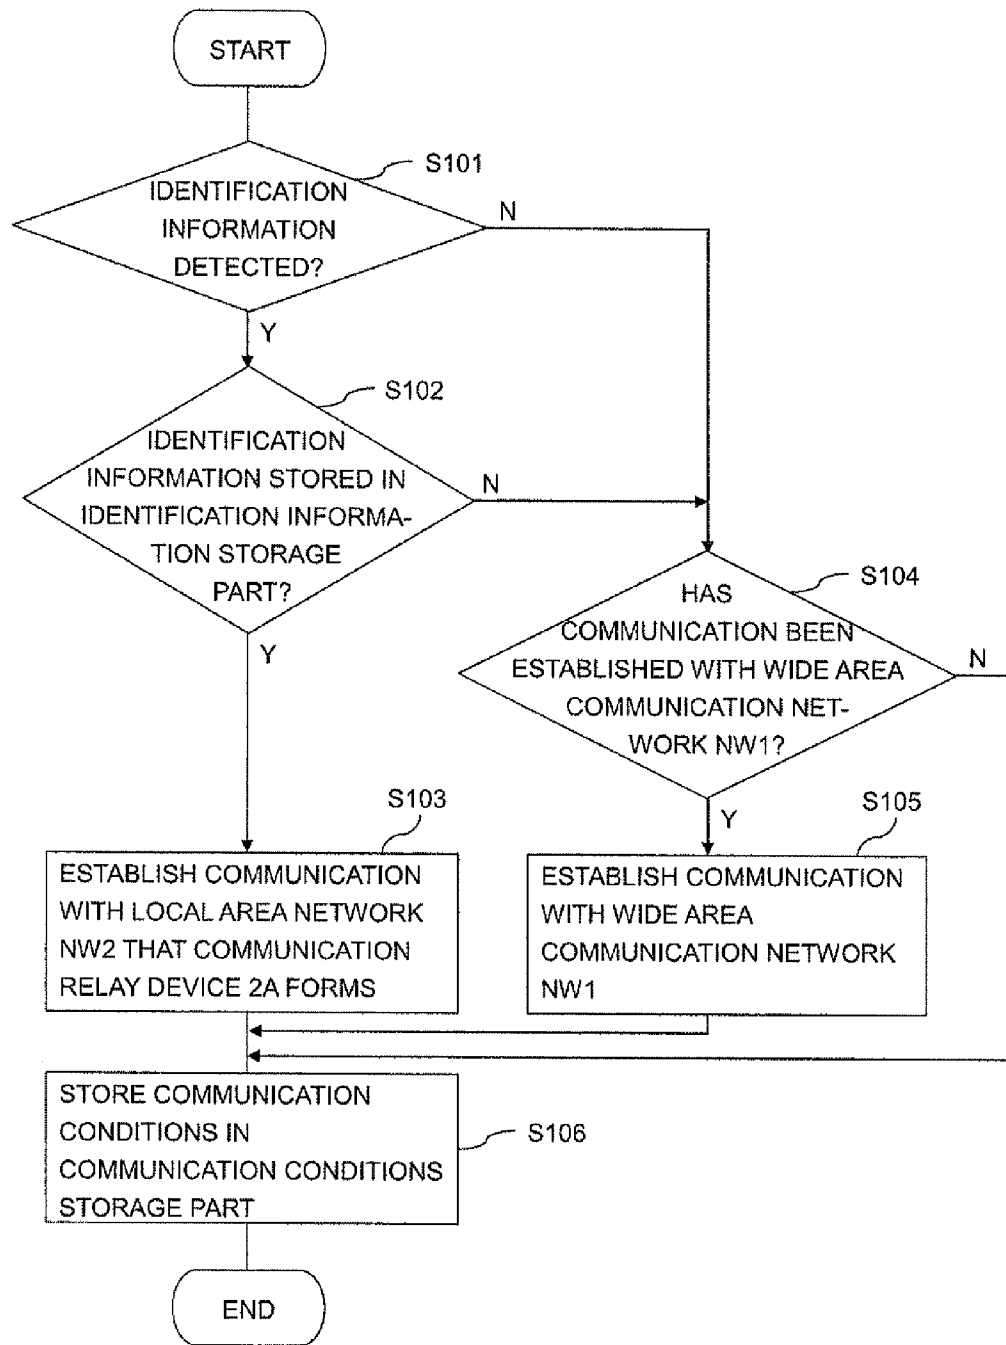 START
S101
IDENTIFICATION
INFORMATION
DETECTED?
N
Y
S102
IDENTIFICATION
INFORMATION STORED IN
IDENTIFICATION INFORMA-
TION STORAGE
PART?
N
Y
S104
HAS
COMMUNICATION BEEN
ESTABLISHED WITH WIDE AREA
COMMUNICATION NET-
WORK NW1?
N
Y
S103
ESTABLISH COMMUNICATION
WITH LOCAL AREA NETWORK
NW2 THAT COMMUNICATION
RELAY DEVICE 2A FORMS
S105
ESTABLISH COMMUNICATION
WITH WIDE AREA
COMMUNICATION NETWORK
NW1
STORE COMMUNICATION
CONDITIONS IN
COMMUNICATION CONDITIONS
STORAGE PART
S106
END